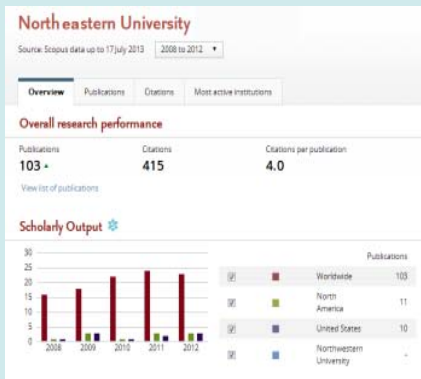 Northeastern University
Source: Scopus data up to 17 July 2013 2008 to 2012
Overview Publications Citations Most active institutions
Overall research performance
Publications Citations Citations per publication
103 415 4.0
View list of publications
Scholarly Output
Publications
30
25
20
15
10
5
0
2008 2009 2010 2011 2012
Worldwide 103
North
America 11
United States 10
Northwestern
University -